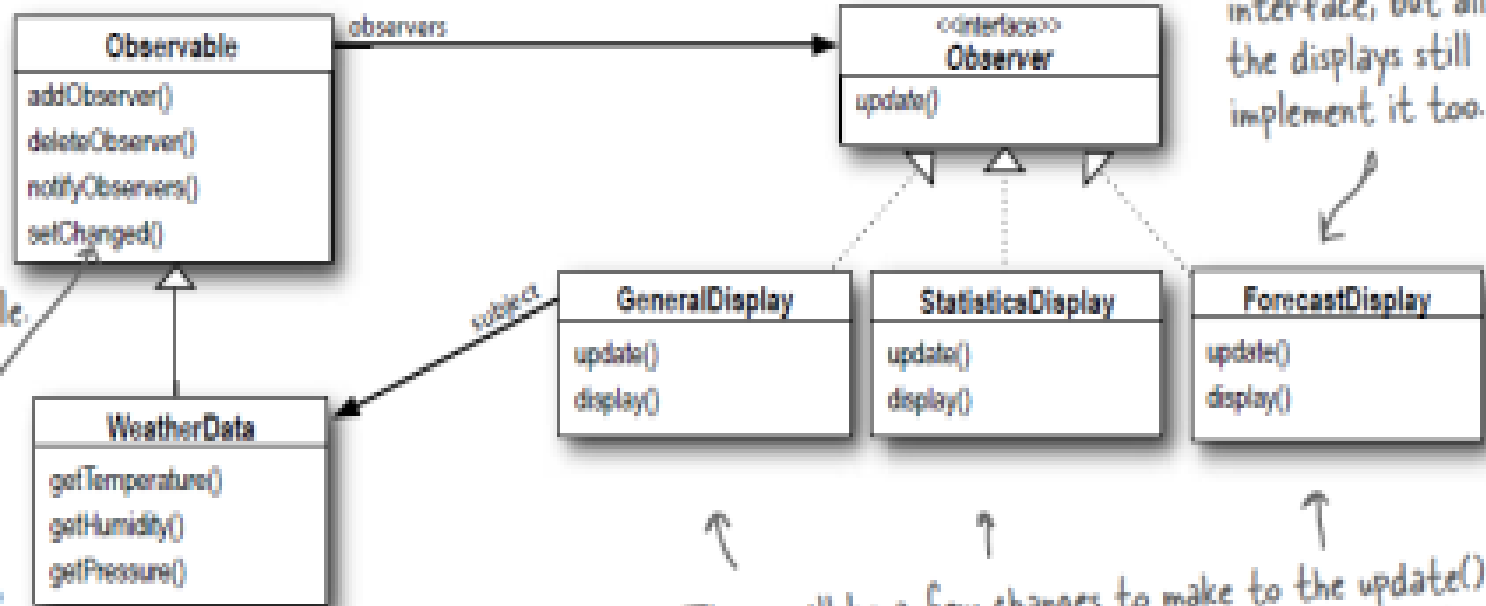 observers
Observable
addObserver()
deleteObserver()
notifyObservers()
setChanged()
<<interface>>
Observer
update()
interface, but all
the displays still
implement it too.
subject
GeneralDisplay
update()
display()
StatisticsDisplay
update()
display()
ForecastDisplay
update()
display()
WeatherData
getTemperature()
getHumidity()
getPressure()
few changes to make to the update()